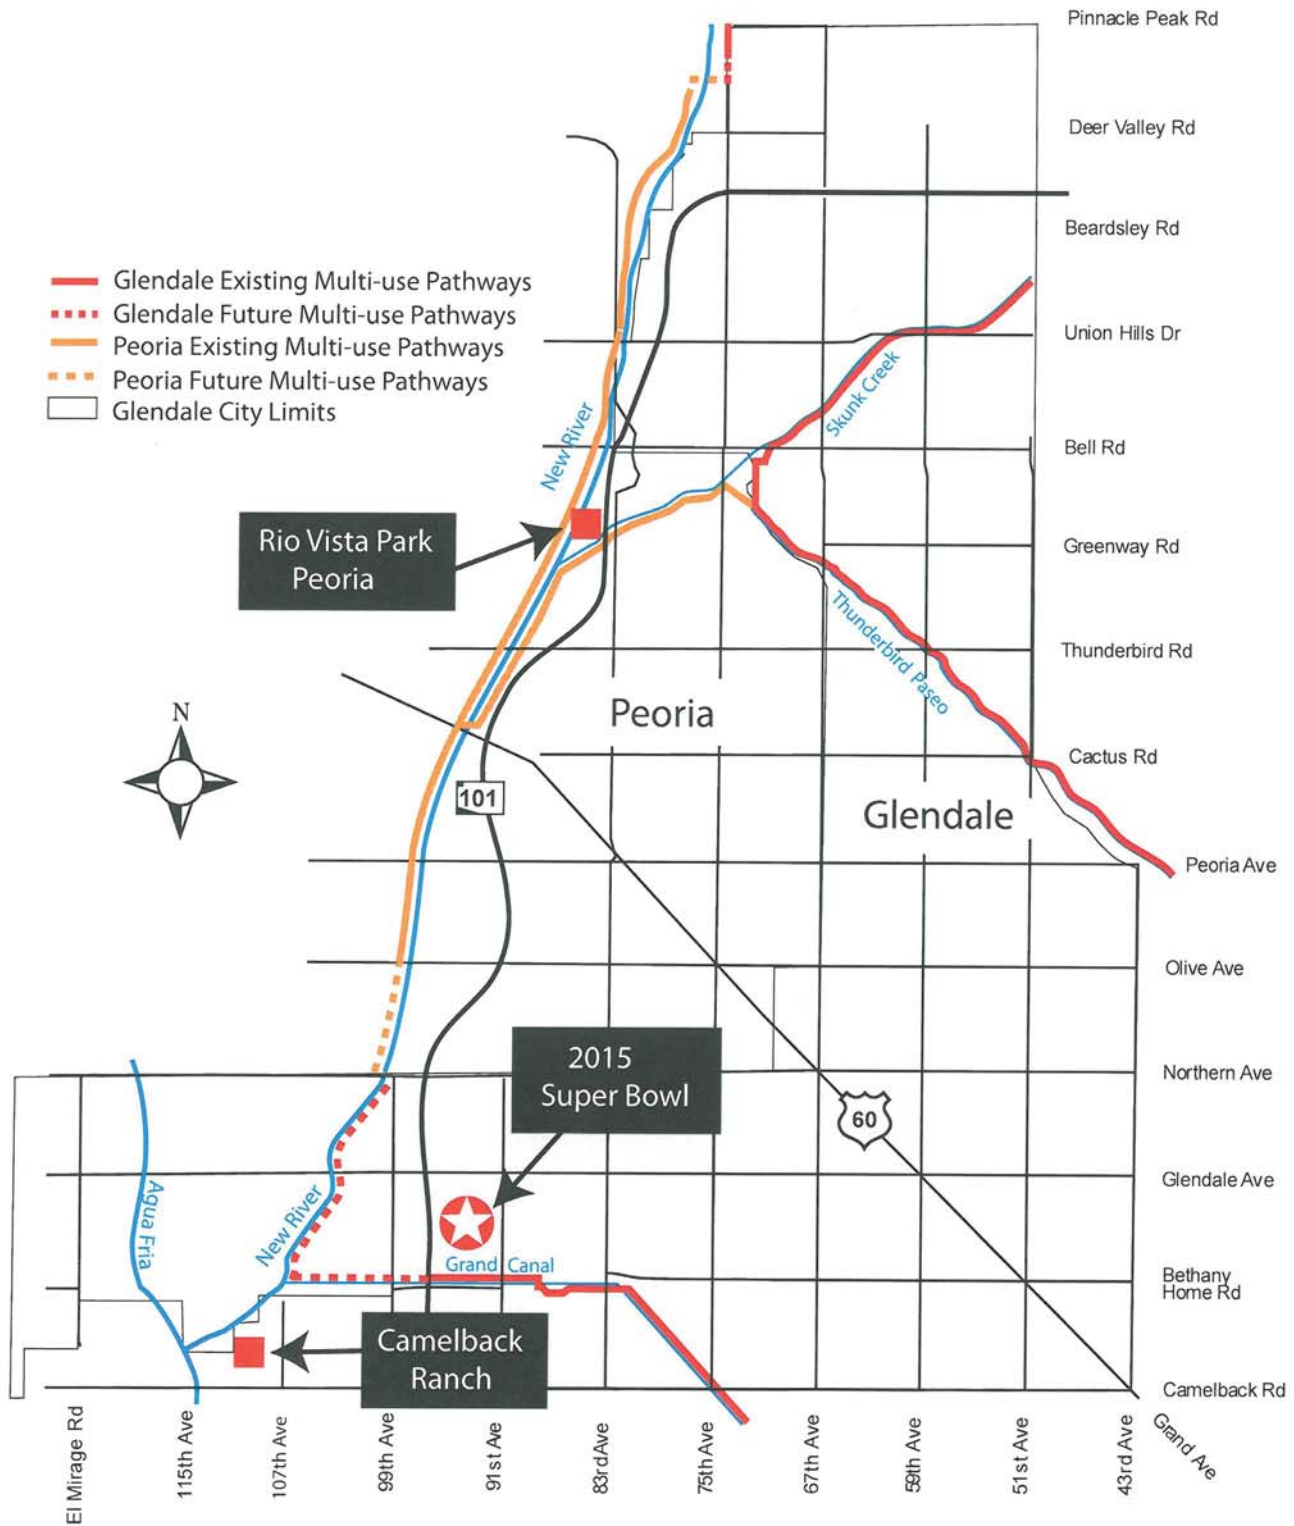 Pinnacle Peak Rd
Deer Valley Rd
Beardsley Rd
Glendale Existing Multi-use Pathways
Glendale Future Multi-use Pathways
Peoria Existing Multi-use Pathways
Peoria Future Multi-use Pathways
Glendale City Limits
Union Hills Dr
Skunk Creek
New River
Bell Rd
Rio Vista Park
Peoria
Greenway Rd
Thunderbird Paseo
Thunderbird Rd
Peoria
N
Cactus Rd
101
Glendale
Peoria Ave
Olive Ave
2015
Super Bowl
Northern Ave
60
Glendale Ave
Agua Fria
New River
Grand Canal
Bethany
Home Rd
Camelback
Ranch
Camelback Rd
El Mirage Rd
115th Ave
107th Ave
99th Ave
91st Ave
83rd Ave
75th Ave
67th Ave
59th Ave
51st Ave
43rd Ave
Grand Ave